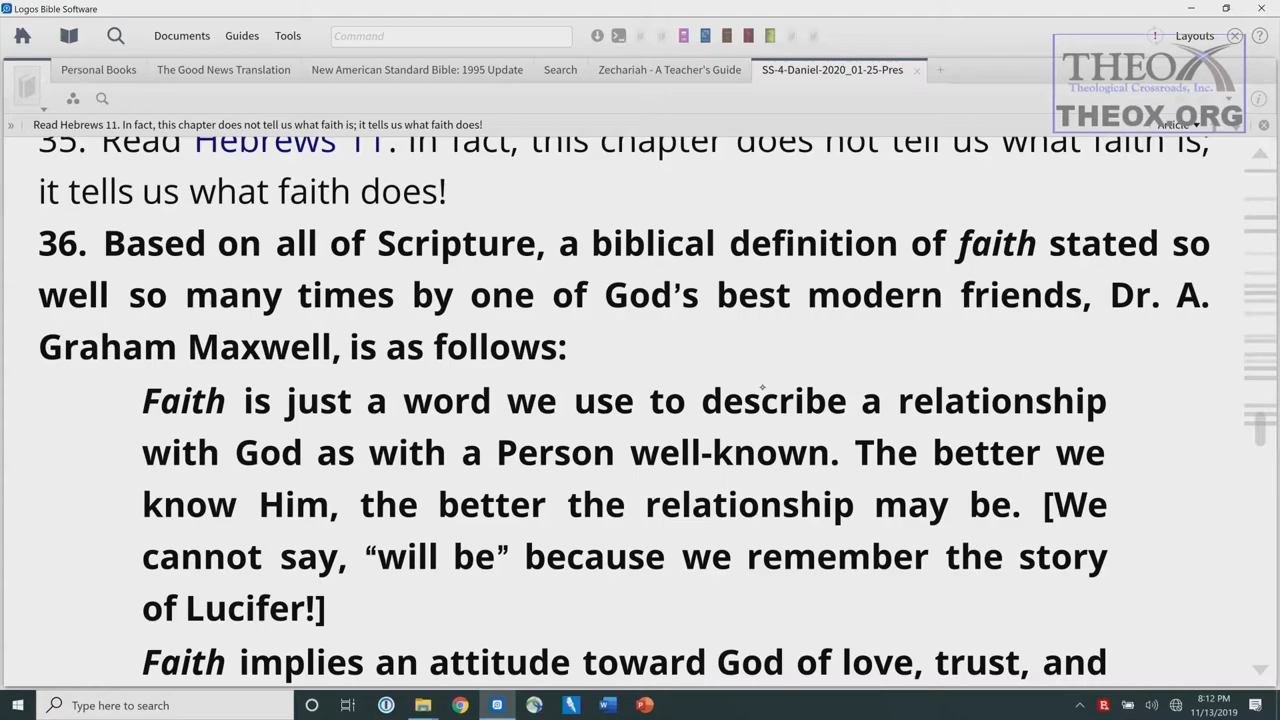 Logos Bible Software
Documents Guides Tools Command Layouts
THEOX
Theological Crossroads, Inc.
THEOX.ORG
Personal Books The Good News Translation New American Standard Bible: 1995 Update Search Zechariah - A Teacher's Guide SS-4-Daniel-2020_01-25-Pres
Read Hebrews 11. In fact, this chapter does not tell us what faith is; it tells us what faith does! Article
35. Read Hebrews 11. In fact, this chapter does not tell us what faith is;
it tells us what faith does!
36. Based on all of Scripture, a biblical definition of faith stated so
well so many times by one of God's best modern friends, Dr. A.
Graham Maxwell, is as follows:
Faith is just a word we use to describe a relationship
with God as with a Person well-known. The better we
know Him, the better the relationship may be. [We
cannot say, “will be” because we remember the story
of Lucifer!]
Faith implies an attitude toward God of love, trust, and
Type here to search
8:12 PM
11/13/2019